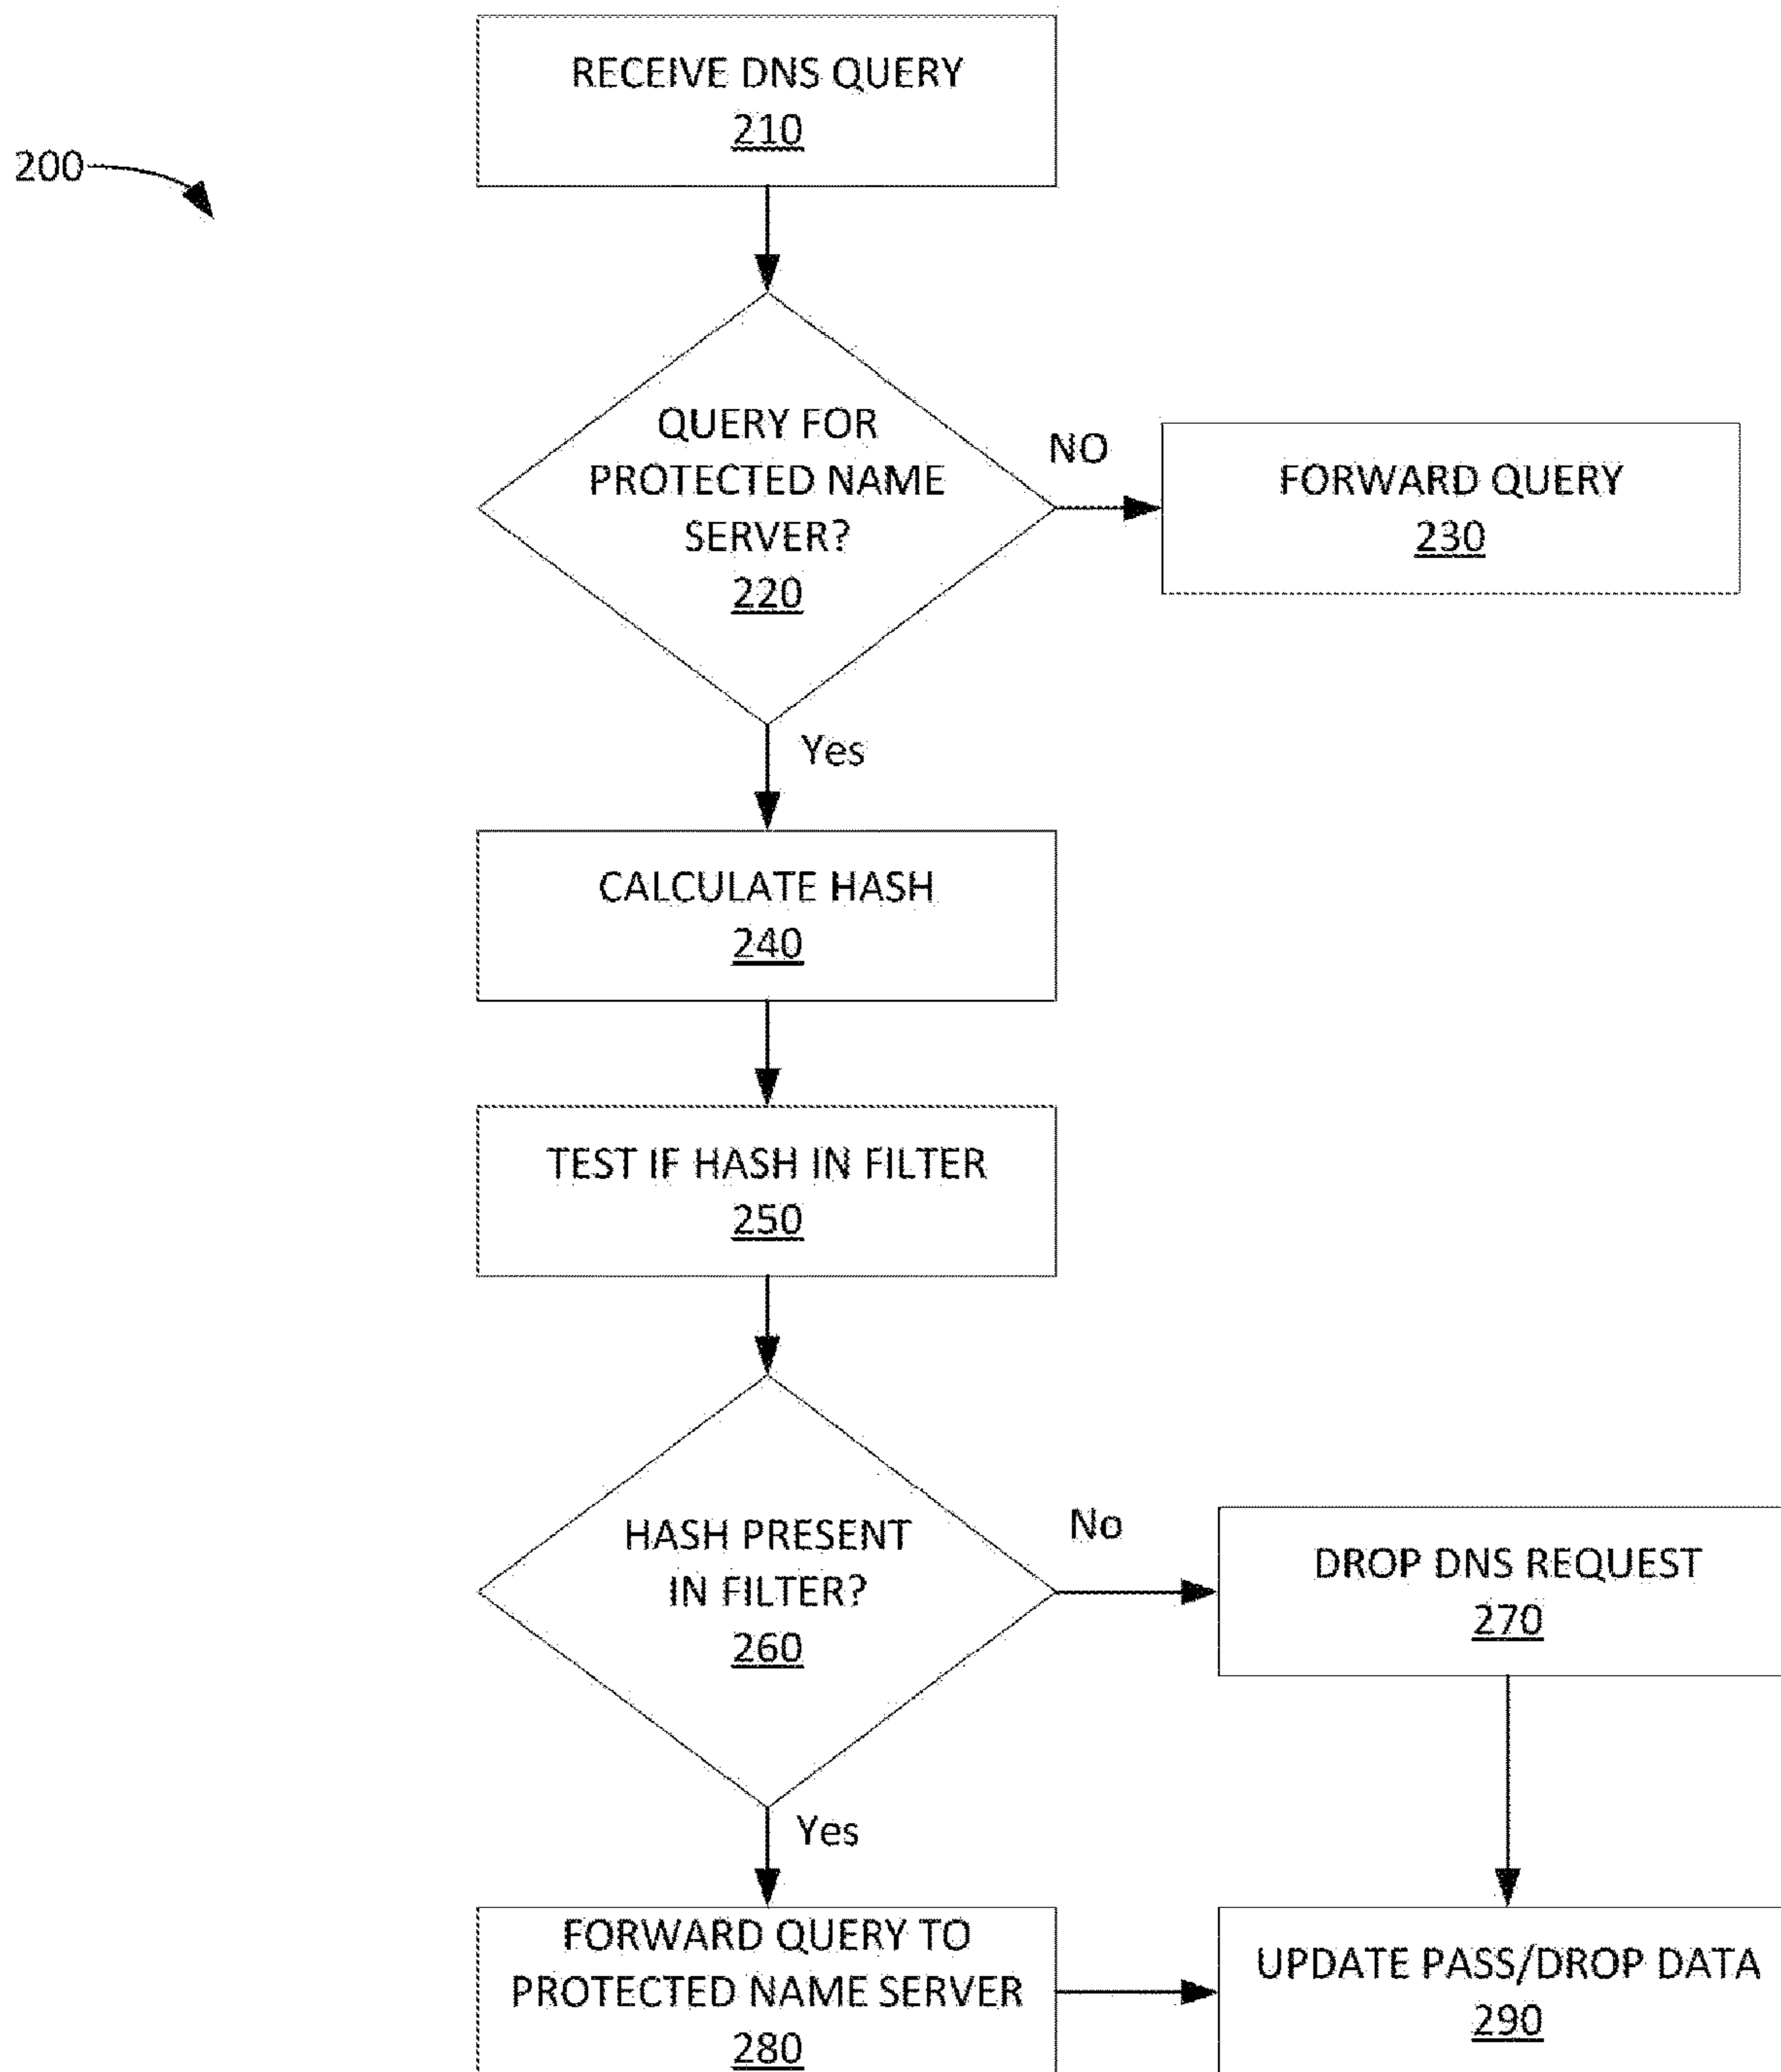 RECEIVE DNS QUERY
210
200
QUERY FOR
PROTECTED NAME
SERVER?
220
NO
FORWARD QUERY
230
Yes
CALCULATE HASH
240
TEST IF HASH IN FILTER
250
HASH PRESENT
IN FILTER?
260
No
DROP DNS REQUEST
270
Yes
FORWARD QUERY TO
PROTECTED NAME SERVER
280
UPDATE PASS/DROP DATA
290